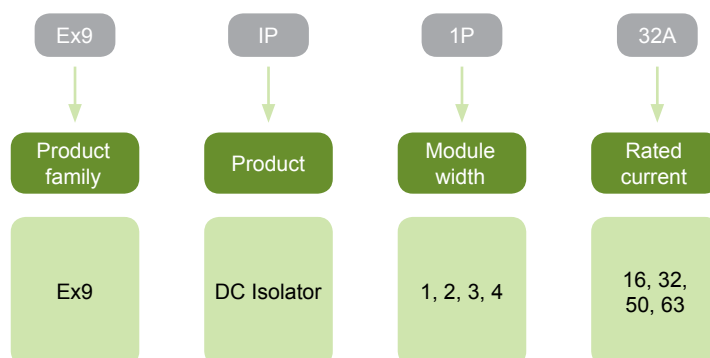 Ex9
IP
1P
32A
Product
family
Product
Module
width
Rated
current
Ex9
DC Isolator
1, 2, 3, 4
16, 32,
50, 63